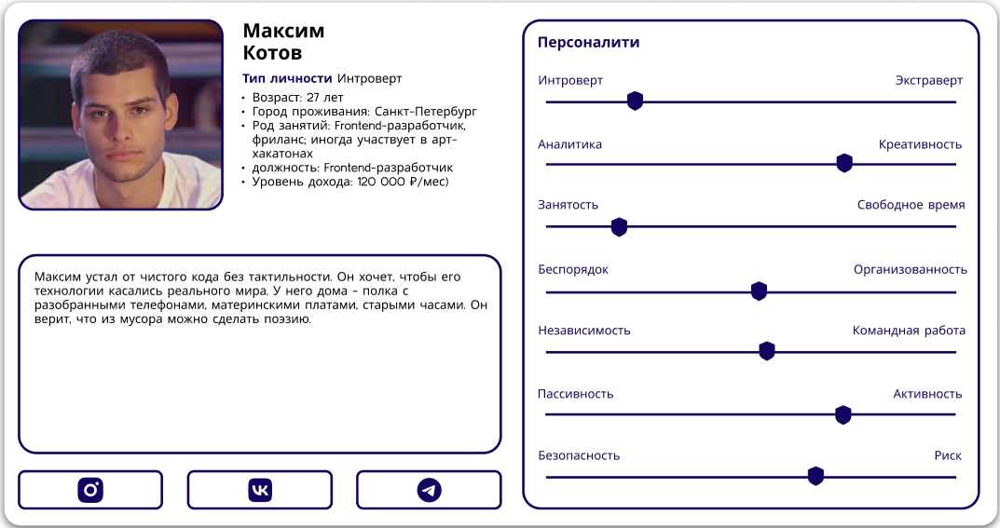 Максим
Котов
Тип личности Интроверт
• Возраст: 27 лет
• Город проживания: Санкт-Петербург
• Род занятий: Frontend-разработчик,
фриланс; иногда участвует в арт-
хакатонах
• должность: Frontend-разработчик
• Уровень дохода: 120 000 ₽/мес)
Максим устал от чистого кода без тактильности. Он хочет, чтобы его
технологии касались реального мира. У него дома - полка с
разобранными телефонами, материнскими платами, старыми часами. Он
верит, что из мусора можно сделать поэзию.
Персоналити
Интроверт Экстраверт
Аналитика Креативность
Занятость Свободное время
Беспорядок Организованность
Независимость Командная работа
Пассивность Активность
Безопасность Риск